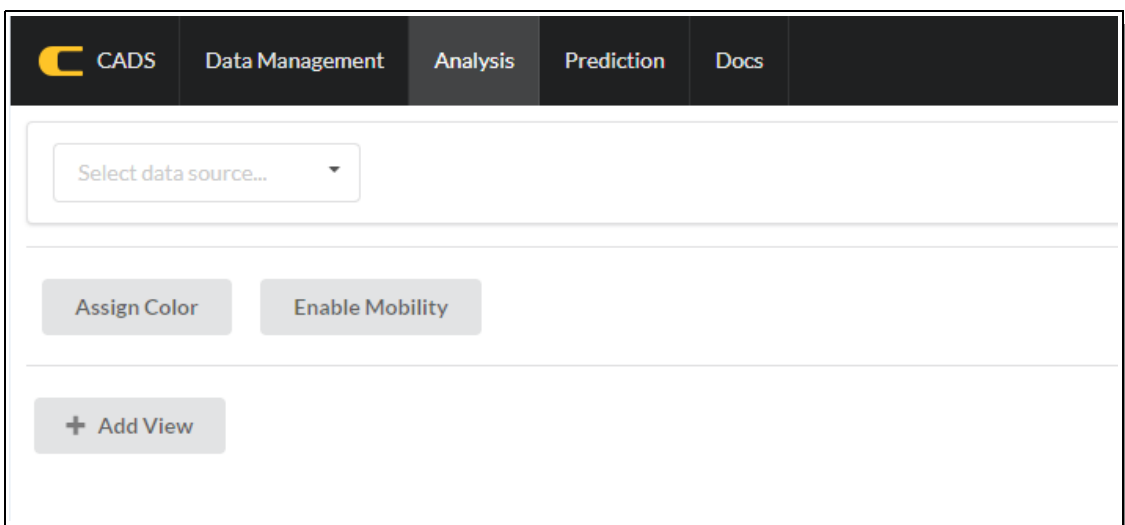 CADS Data Management Analysis Prediction Docs
Select data source...
Assign Color Enable Mobility
+ Add View